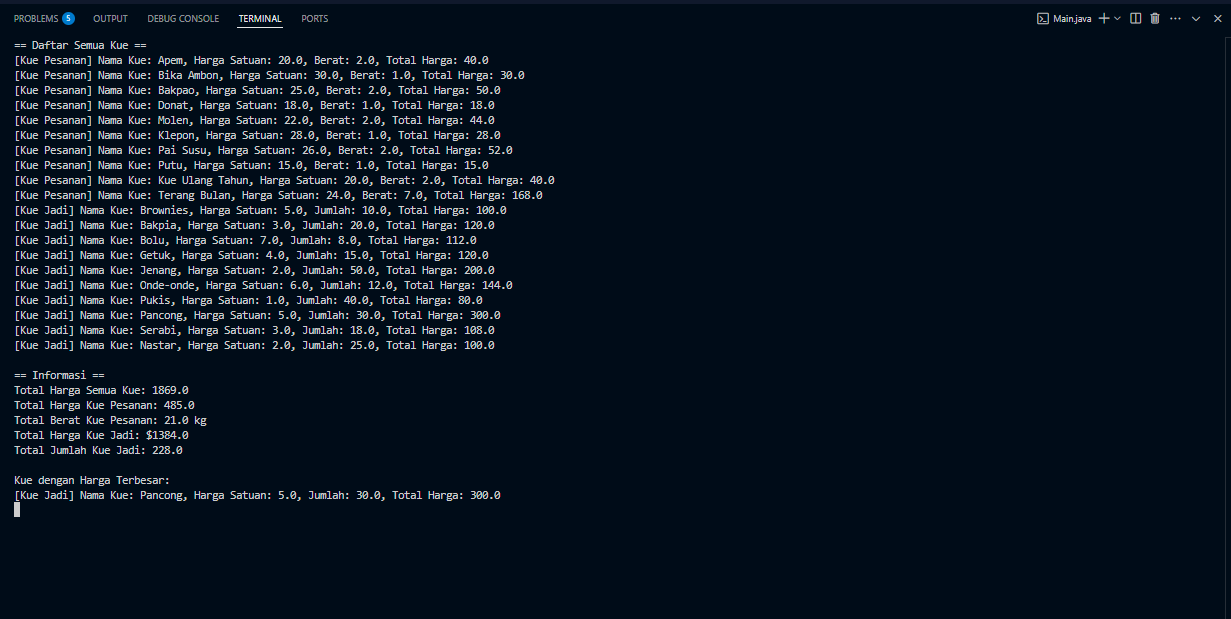 PROBLEMS 5 OUTPUT DEBUG CONSOLE TERMINAL PORTS Main.java
== Daftar Semua Kue ==
[Kue Pesanan] Nama Kue: Apem, Harga Satuan: 20.0, Berat: 2.0, Total Harga: 40.0
[Kue Pesanan] Nama Kue: Bika Ambon, Harga Satuan: 30.0, Berat: 1.0, Total Harga: 30.0
[Kue Pesanan] Nama Kue: Bakpao, Harga Satuan: 25.0, Berat: 2.0, Total Harga: 50.0
[Kue Pesanan] Nama Kue: Donat, Harga Satuan: 18.0, Berat: 1.0, Total Harga: 18.0
[Kue Pesanan] Nama Kue: Molen, Harga Satuan: 22.0, Berat: 2.0, Total Harga: 44.0
[Kue Pesanan] Nama Kue: Klepon, Harga Satuan: 28.0, Berat: 1.0, Total Harga: 28.0
[Kue Pesanan] Nama Kue: Pai Susu, Harga Satuan: 26.0, Berat: 2.0, Total Harga: 52.0
[Kue Pesanan] Nama Kue: Putu, Harga Satuan: 15.0, Berat: 1.0, Total Harga: 15.0
[Kue Pesanan] Nama Kue: Kue Ulang Tahun, Harga Satuan: 20.0, Berat: 2.0, Total Harga: 40.0
[Kue Pesanan] Nama Kue: Terang Bulan, Harga Satuan: 24.0, Berat: 7.0, Total Harga: 168.0
[Kue Jadi] Nama Kue: Brownies, Harga Satuan: 5.0, Jumlah: 10.0, Total Harga: 100.0
[Kue Jadi] Nama Kue: Bakpia, Harga Satuan: 3.0, Jumlah: 20.0, Total Harga: 120.0
[Kue Jadi] Nama Kue: Bolu, Harga Satuan: 7.0, Jumlah: 8.0, Total Harga: 112.0
[Kue Jadi] Nama Kue: Getuk, Harga Satuan: 4.0, Jumlah: 15.0, Total Harga: 120.0
[Kue Jadi] Nama Kue: Jenang, Harga Satuan: 2.0, Jumlah: 50.0, Total Harga: 200.0
[Kue Jadi] Nama Kue: Onde-onde, Harga Satuan: 6.0, Jumlah: 12.0, Total Harga: 144.0
[Kue Jadi] Nama Kue: Pukis, Harga Satuan: 1.0, Jumlah: 40.0, Total Harga: 80.0
[Kue Jadi] Nama Kue: Pancong, Harga Satuan: 5.0, Jumlah: 30.0, Total Harga: 300.0
[Kue Jadi] Nama Kue: Serabi, Harga Satuan: 3.0, Jumlah: 18.0, Total Harga: 108.0
[Kue Jadi] Nama Kue: Nastar, Harga Satuan: 2.0, Jumlah: 25.0, Total Harga: 100.0
== Informasi ==
Total Harga Semua Kue: 1869.0
Total Harga Kue Pesanan: 485.0
Total Berat Kue Pesanan: 21.0 kg
Total Harga Kue Jadi: $1384.0
Total Jumlah Kue Jadi: 228.0
Kue dengan Harga Terbesar:
[Kue Jadi] Nama Kue: Pancong, Harga Satuan: 5.0, Jumlah: 30.0, Total Harga: 300.0